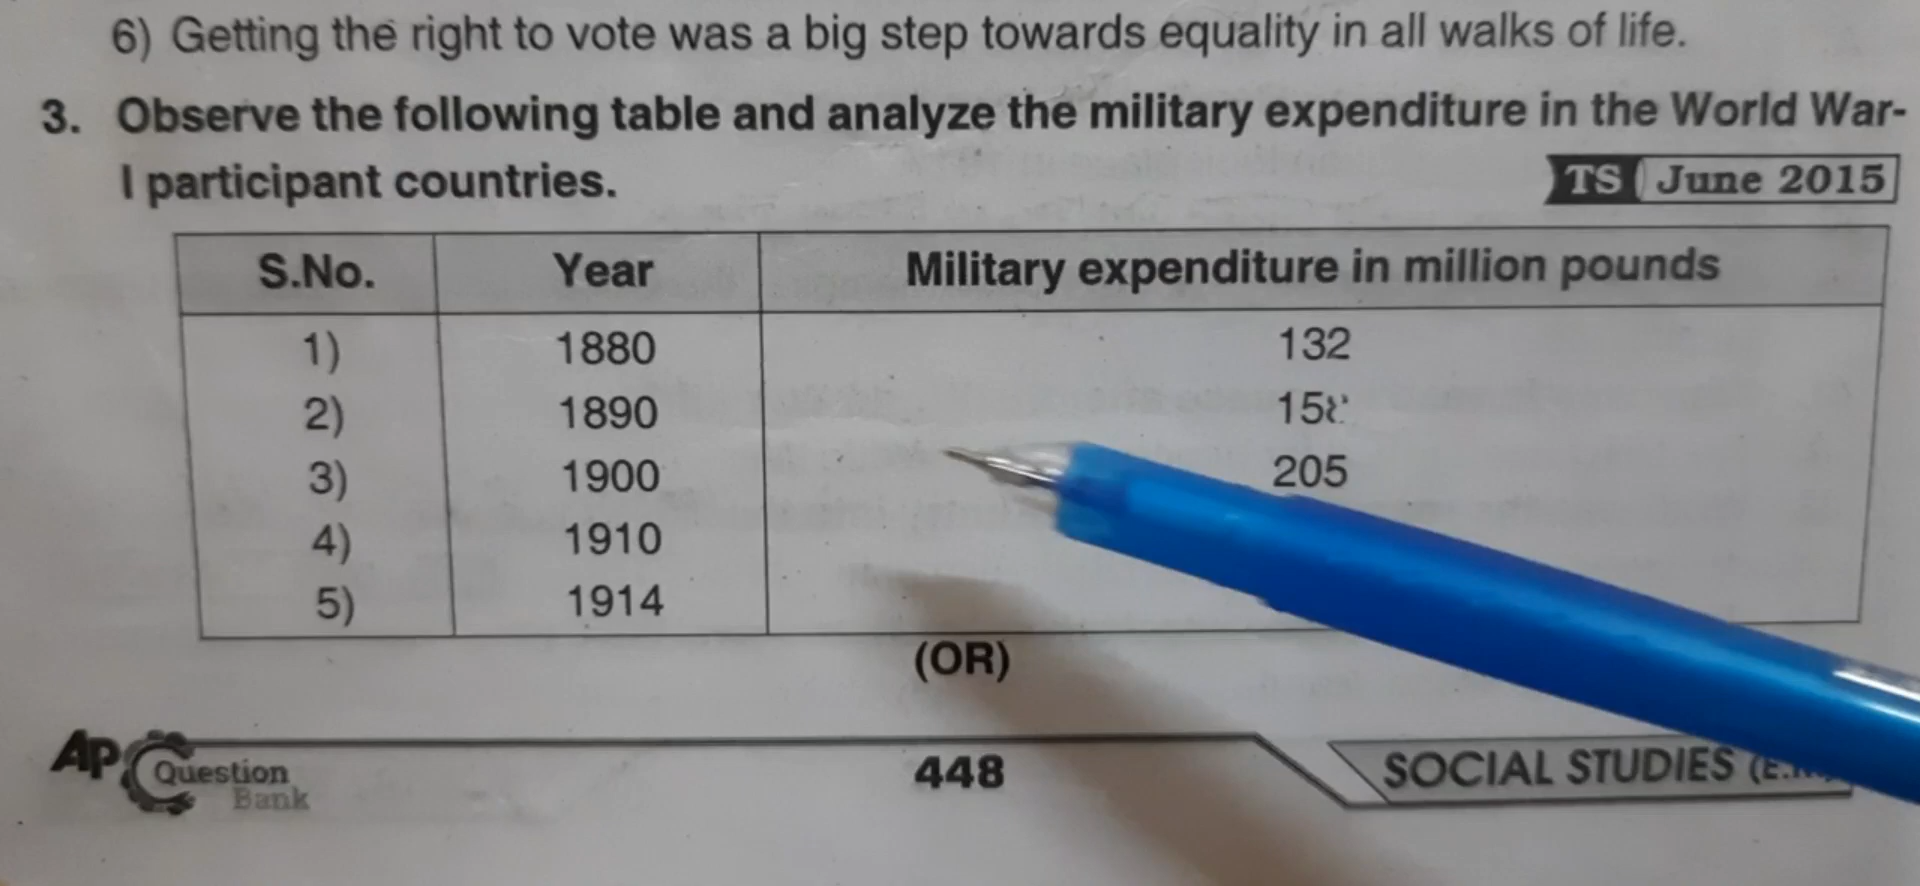 6) Getting the right to vote was a big step towards equality in all walks of life.
3. Observe the following table and analyze the military expenditure in the World War-
I participant countries.
TS June 2015
S.No. Year Military expenditure in million pounds
1) 1880 132
2) 1890
3) 1900 205
4) 1910
5) 1914
(OR)
AP Question
Bank
448
SOCIAL STUDIES